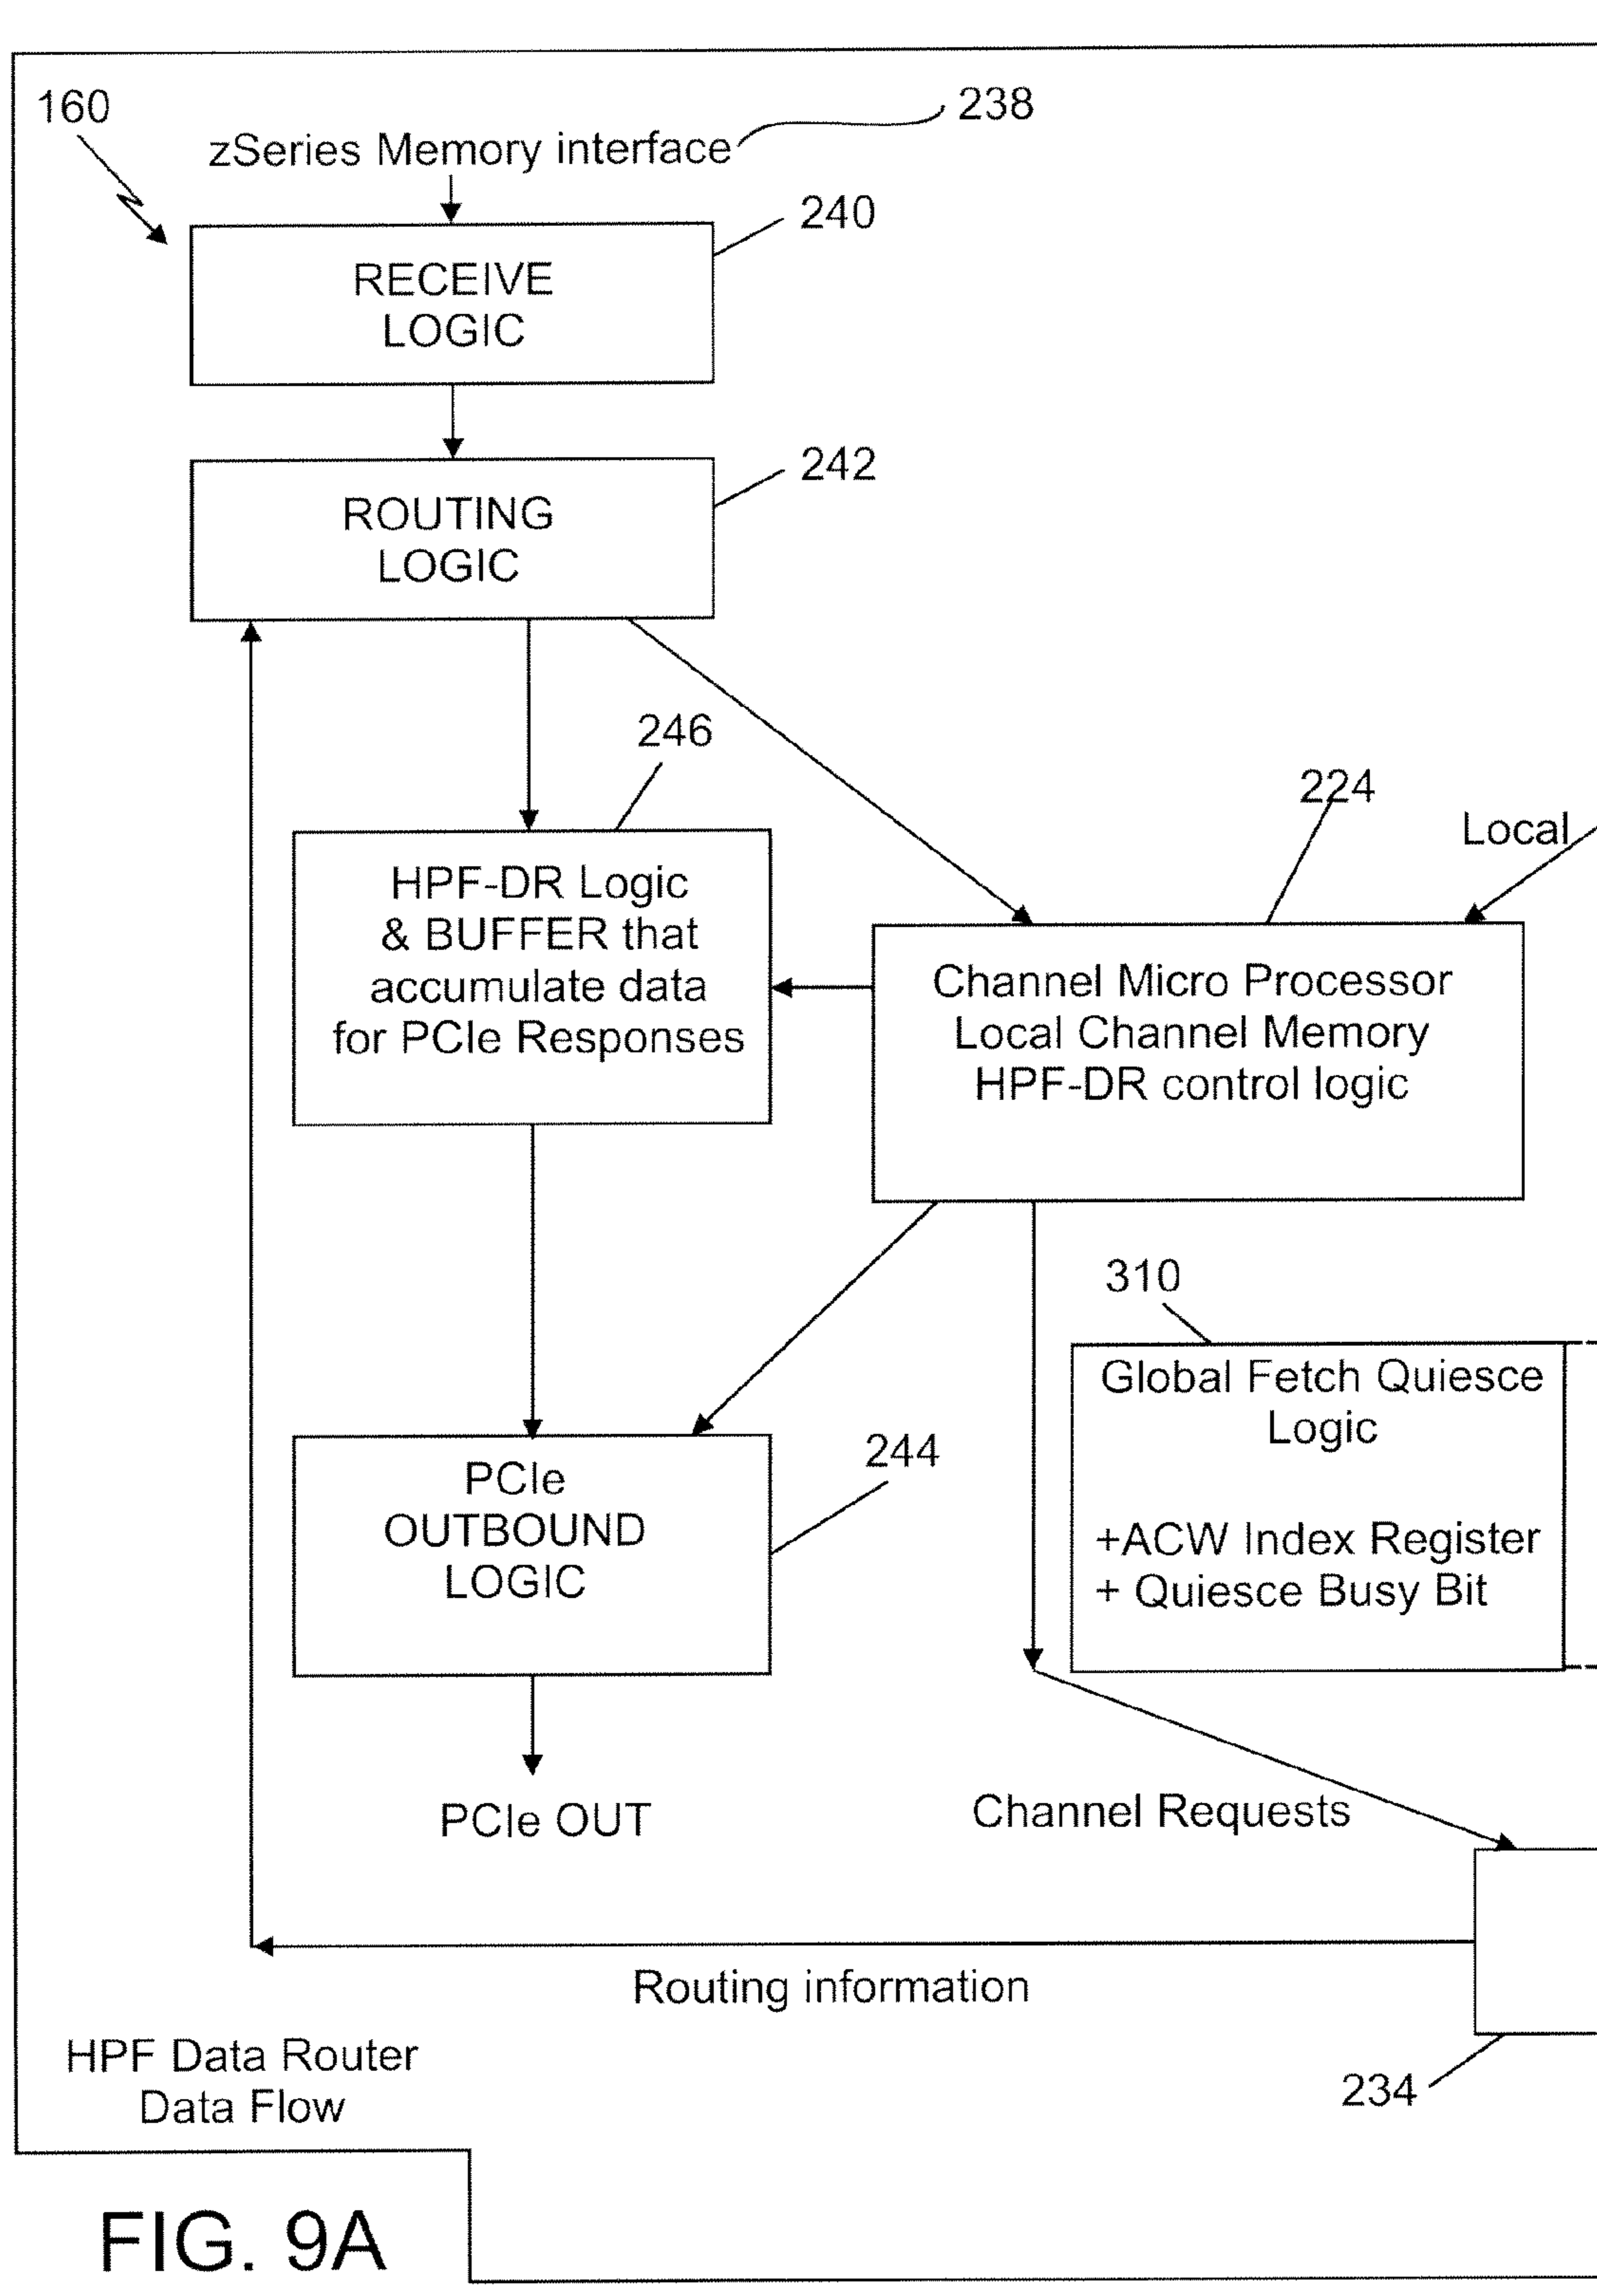 160
238
zSeries Memory interface
240
RECEIVE
LOGIC
242
ROUTING
LOGIC
246
224
Local
HPF-DR Logic
& BUFFER that
accumulate data
for PCIe Responses
Channel Micro Processor
Local Channel Memory
HPF-DR control logic
310
Global Fetch Quiesce
Logic
+ACW Index Register
+ Quiesce Busy Bit
244
PCIe
OUTBOUND
LOGIC
PCIe OUT
Channel Requests
Routing information
234
HPF Data Router
Data Flow
FIG. 9A